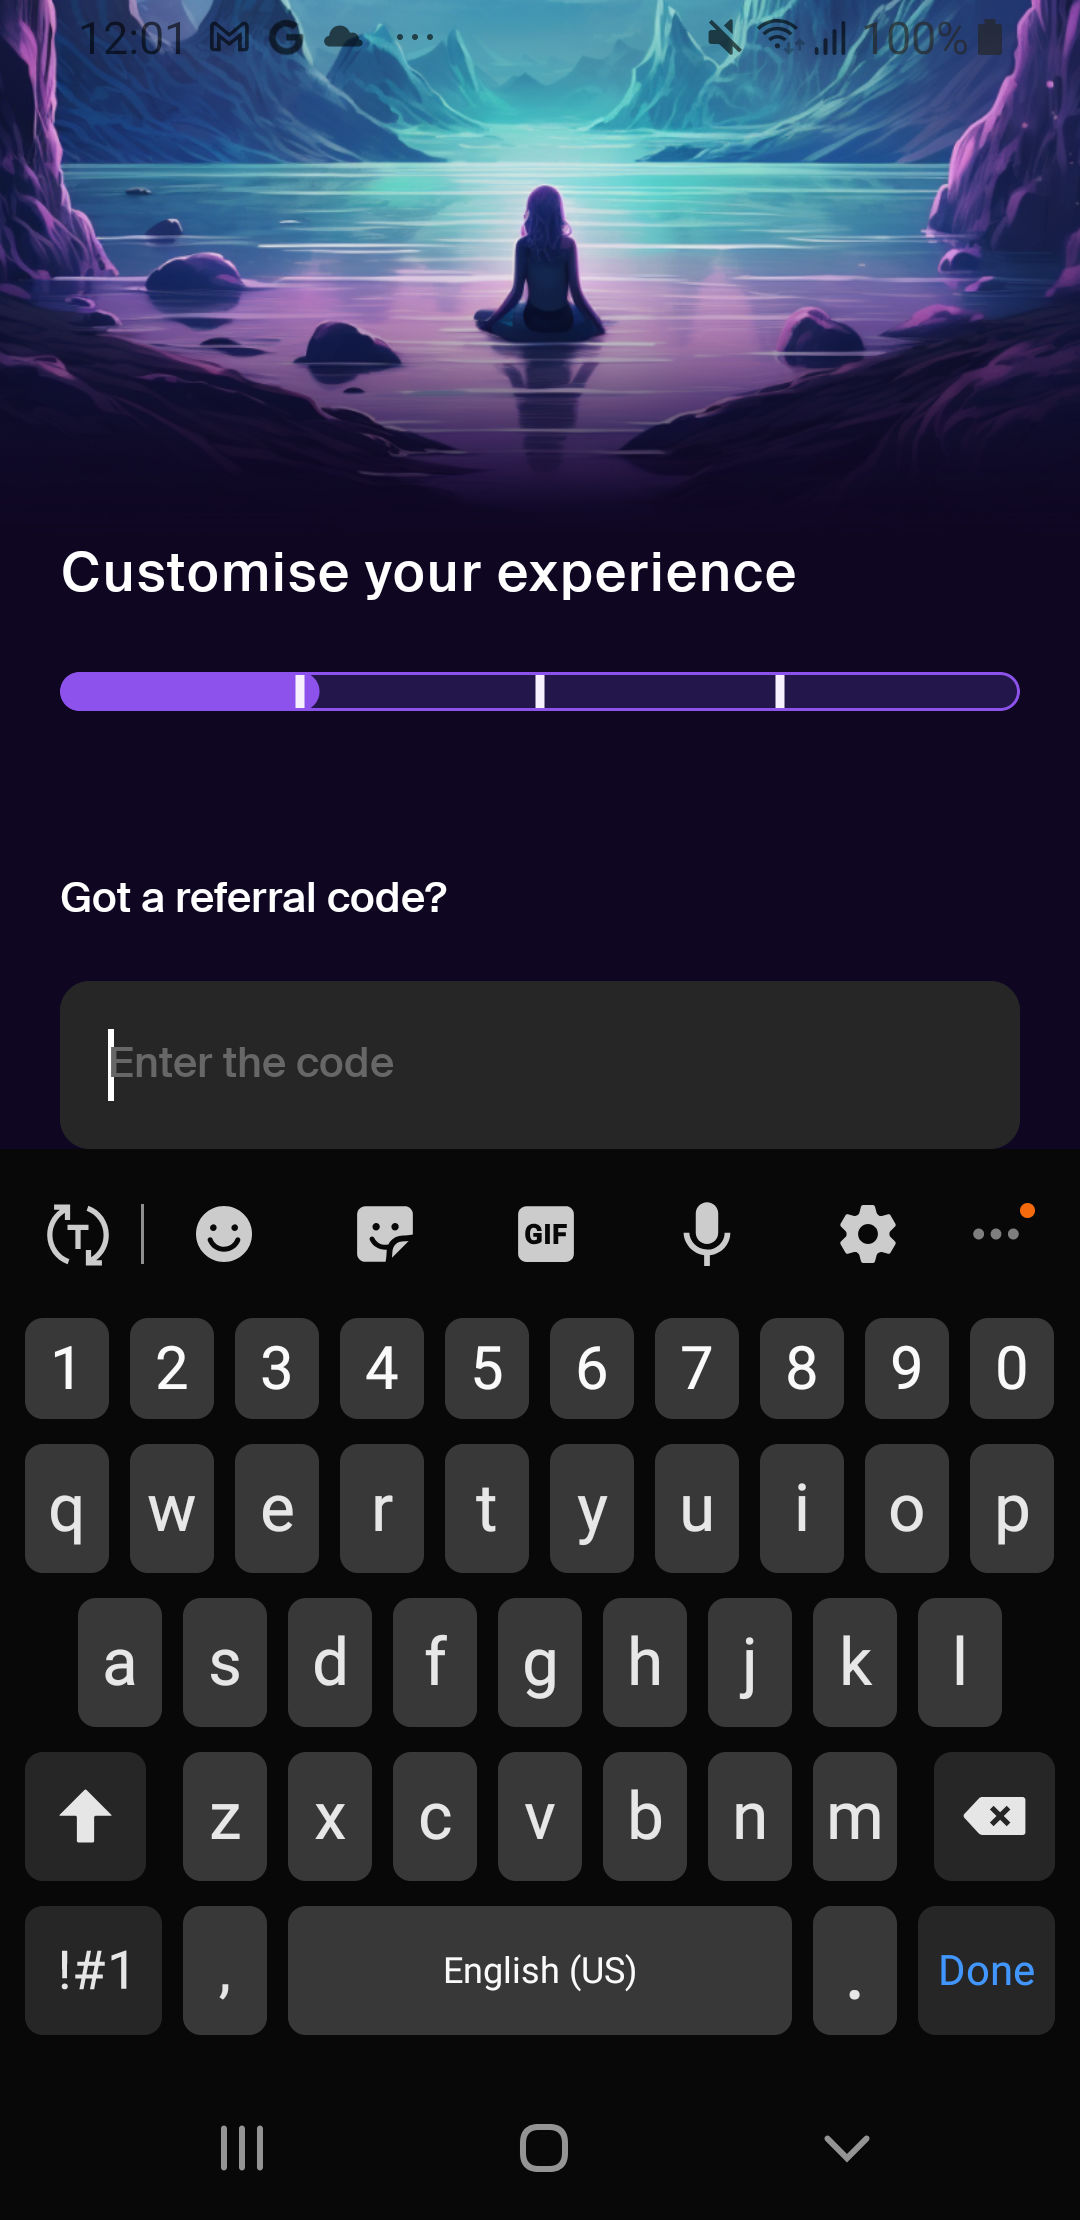 12:01 G 100%
Customise your experience
Got a referral code?
Enter the code
T GIF
1 2 3 4 5 6 7 8 9 0
q w e r t y u i o p
a s d f g h j k l
z x c v b n m
!#1 , English (US) . Done